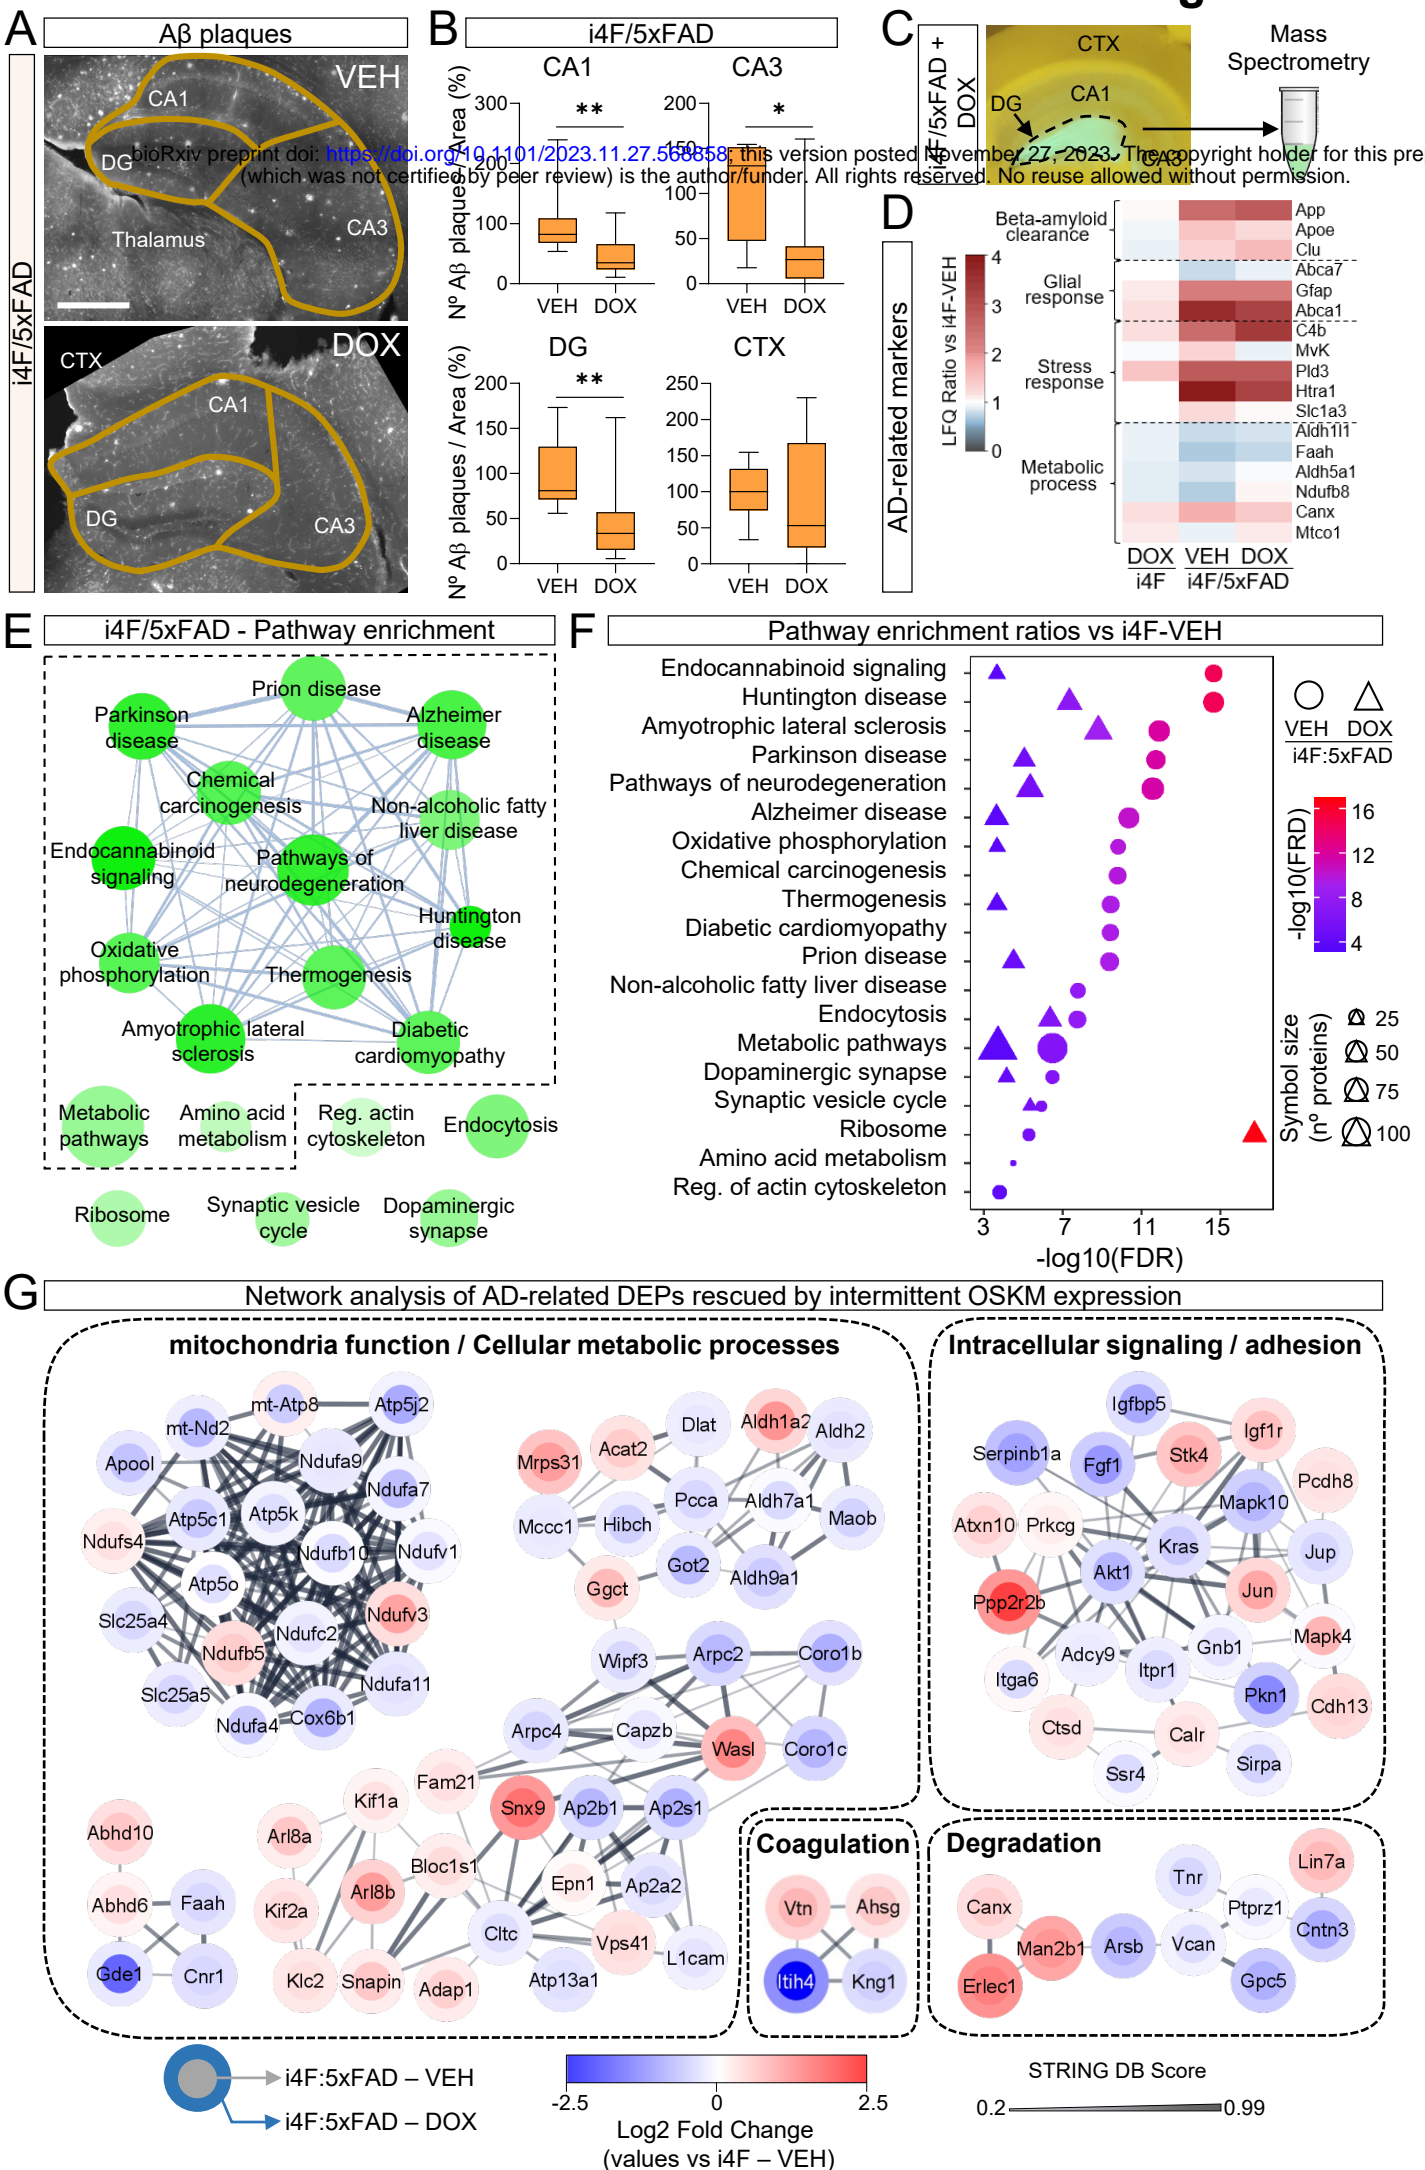 A
Aβ plaques
i4F/5xFAD
VEH
CA1
DG
Thalamus
CA3
DOX
CTX
CA1
DG
CA3
B
i4F/5xFAD
CA1
CA3
Nº Aβ plaques / Area (%)
300
200
100
0
**
VEH DOX
200
150
100
50
0
*
VEH DOX
DG
CTX
Nº Aβ plaques / Area (%)
200
150
100
50
0
**
VEH DOX
250
200
150
100
50
0
VEH DOX
C
i4F/5xFAD +
DOX
CTX
CA1
DG
CA3
Mass
Spectrometry
bioRxiv preprint doi: https://doi.org/10.1101/2023.11.27.568858; this version posted November 27, 2023. The copyright holder for this pre
(which was not certified by peer review) is the author/funder. All rights reserved. No reuse allowed without permission.
D
AD-related markers
LFQ Ratio vs i4F-VEH
4
3
2
1
0
Beta-amyloid
clearance
Glial
response
Stress
response
Metabolic
process
App
Apoe
Clu
Abca7
Gfap
Abca1
C4b
MvK
Pld3
Htra1
Slc1a3
Aldh1l1
Faah
Aldh5a1
Ndufb8
Canx
Mtco1
DOX VEH DOX
i4F i4F/5xFAD
E
i4F/5xFAD - Pathway enrichment
Prion disease
Parkinson
disease
Alzheimer
disease
Chemical
carcinogenesis
Non-alcoholic fatty
liver disease
Endocannabinoid
signaling
Pathways of
neurodegeneration
Huntington
disease
Oxidative
phosphorylation
Thermogenesis
Amyotrophic lateral
sclerosis
Diabetic
cardiomyopathy
Metabolic
pathways
Amino acid
metabolism
Reg. actin
cytoskeleton
Endocytosis
Ribosome
Synaptic vesicle
cycle
Dopaminergic
synapse
F
Pathway enrichment ratios vs i4F-VEH
Endocannabinoid signaling
Huntington disease
Amyotrophic lateral sclerosis
Parkinson disease
Pathways of neurodegeneration
Alzheimer disease
Oxidative phosphorylation
Chemical carcinogenesis
Thermogenesis
Diabetic cardiomyopathy
Prion disease
Non-alcoholic fatty liver disease
Endocytosis
Metabolic pathways
Dopaminergic synapse
Synaptic vesicle cycle
Ribosome
Amino acid metabolism
Reg. of actin cytoskeleton
3 7 11 15
-log10(FDR)
VEH DOX
i4F:5xFAD
-log10(FRD)
16
12
8
4
Symbol size
(nº proteins)
25
50
75
100
G
Network analysis of AD-related DEPs rescued by intermittent OSKM expression
mitochondria function / Cellular metabolic processes
mt-Nd2
mt-Atp8
Atp5j2
Apool
Ndufa9
Ndufa7
Atp5c1
Atp5k
Ndufs4
Ndufb10
Ndufv1
Atp5o
Slc25a4
Ndufc2
Ndufv3
Ndufb5
Slc25a5
Ndufa11
Ndufa4
Cox6b1
Mrps31
Acat2
Dlat
Aldh1a2
Aldh2
Mccc1
Hibch
Pcca
Aldh7a1
Maob
Ggct
Got2
Aldh9a1
Wipf3
Arpc2
Coro1b
Arpc4
Capzb
Wasl
Coro1c
Fam21
Kif1a
Snx9
Ap2b1
Ap2s1
Abhd10
Arl8a
Bloc1s1
Abhd6
Faah
Kif2a
Arl8b
Epn1
Ap2a2
Cltc
Vps41
L1cam
Gde1
Cnr1
Klc2
Snapin
Adap1
Atp13a1
Intracellular signaling / adhesion
Igfbp5
Serpinb1a
Fgf1
Stk4
Igf1r
Pcdh8
Atxn10
Prkcg
Mapk10
Kras
Jup
Akt1
Ppp2r2b
Jun
Adcy9
Gnb1
Mapk4
Itga6
Itpr1
Pkn1
Cdh13
Ctsd
Calr
Ssr4
Sirpa
Coagulation
Vtn
Ahsg
Itih4
Kng1
Degradation
Canx
Man2b1
Erlec1
Arsb
Tnr
Vcan
Ptprz1
Lin7a
Cntn3
Gpc5
i4F:5xFAD – VEH
i4F:5xFAD – DOX
-2.5 0 2.5
Log2 Fold Change
(values vs i4F – VEH)
STRING DB Score
0.2 0.99